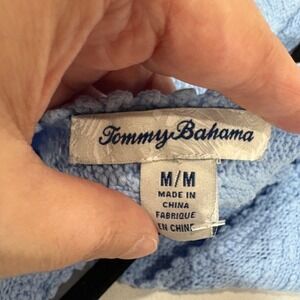 Tommy Bahama
M/M
MADE IN
CHINA
FABRIQUE
EN CHINE